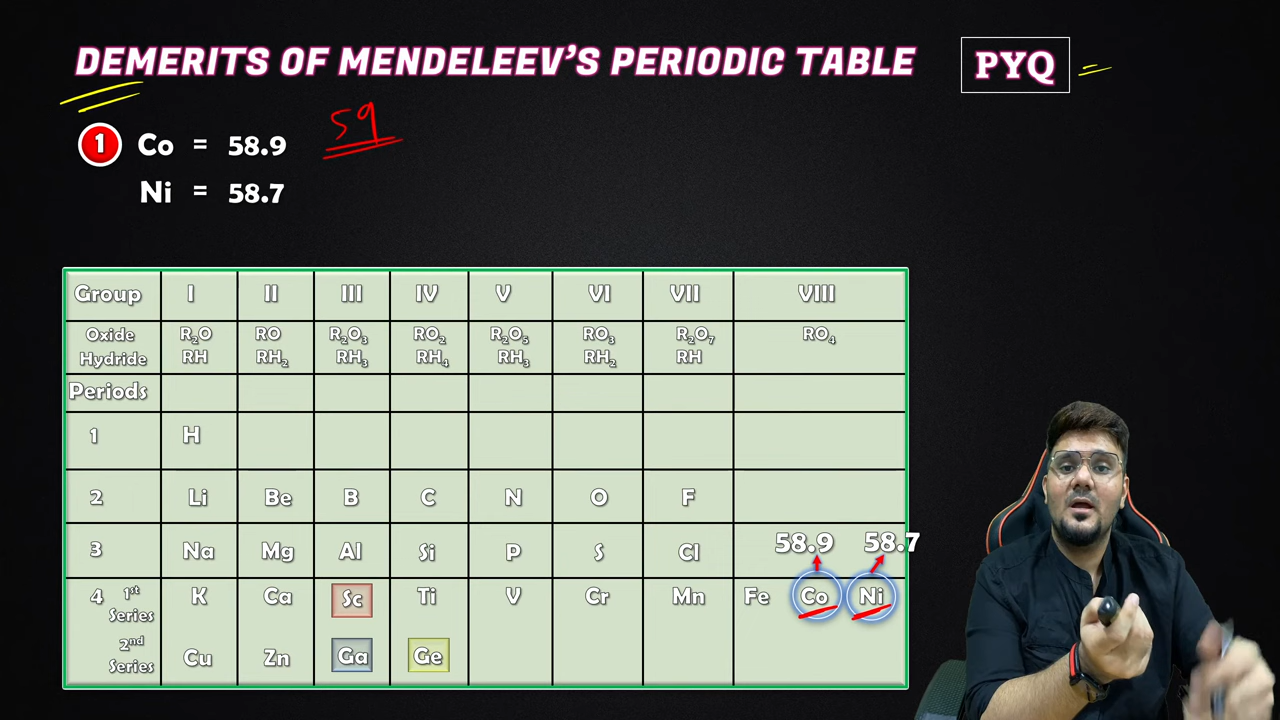 DEMERITS OF MENDELEEV'S PERIODIC TABLE PYQ
1 Co = 58.9 59
Ni = 58.7
Group I II III IV V VI VII VIII
Oxide R₂O RO R₂O₃ RO₂ R₂O₅ RO₃ R₂O₇ RO₄
Hydride RH RH₂ RH₃ RH₄ RH₃ RH₂ RH
Periods
1 H
2 Li Be B C N O F
58.9 58.7
3 Na Mg Al Si P S Cl
4 1st Series K Ca Sc Ti V Cr Mn Fe Co Ni
2nd Series Cu Zn Ga Ge